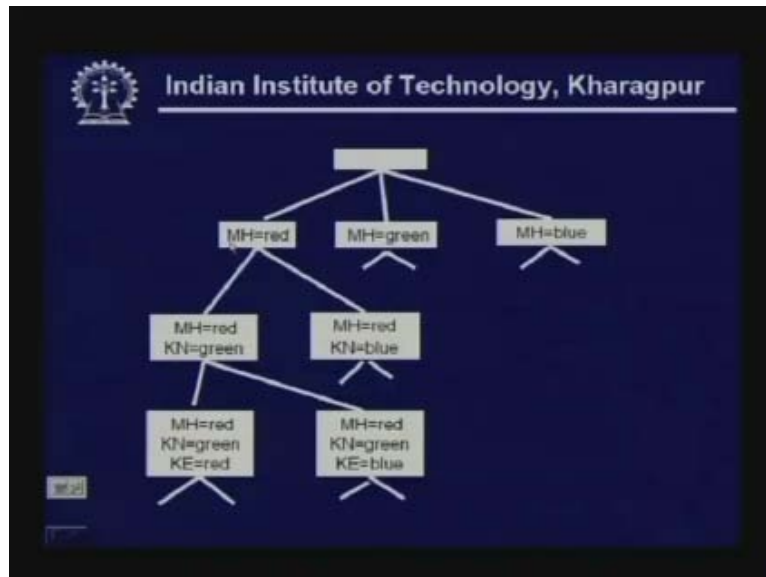 Indian Institute of Technology, Kharagpur
MH=red
MH=green
MH=blue
MH=red
KN=green
MH=red
KN=blue
MH=red
KN=green
KE=red
MH=red
KN=green
KE=blue